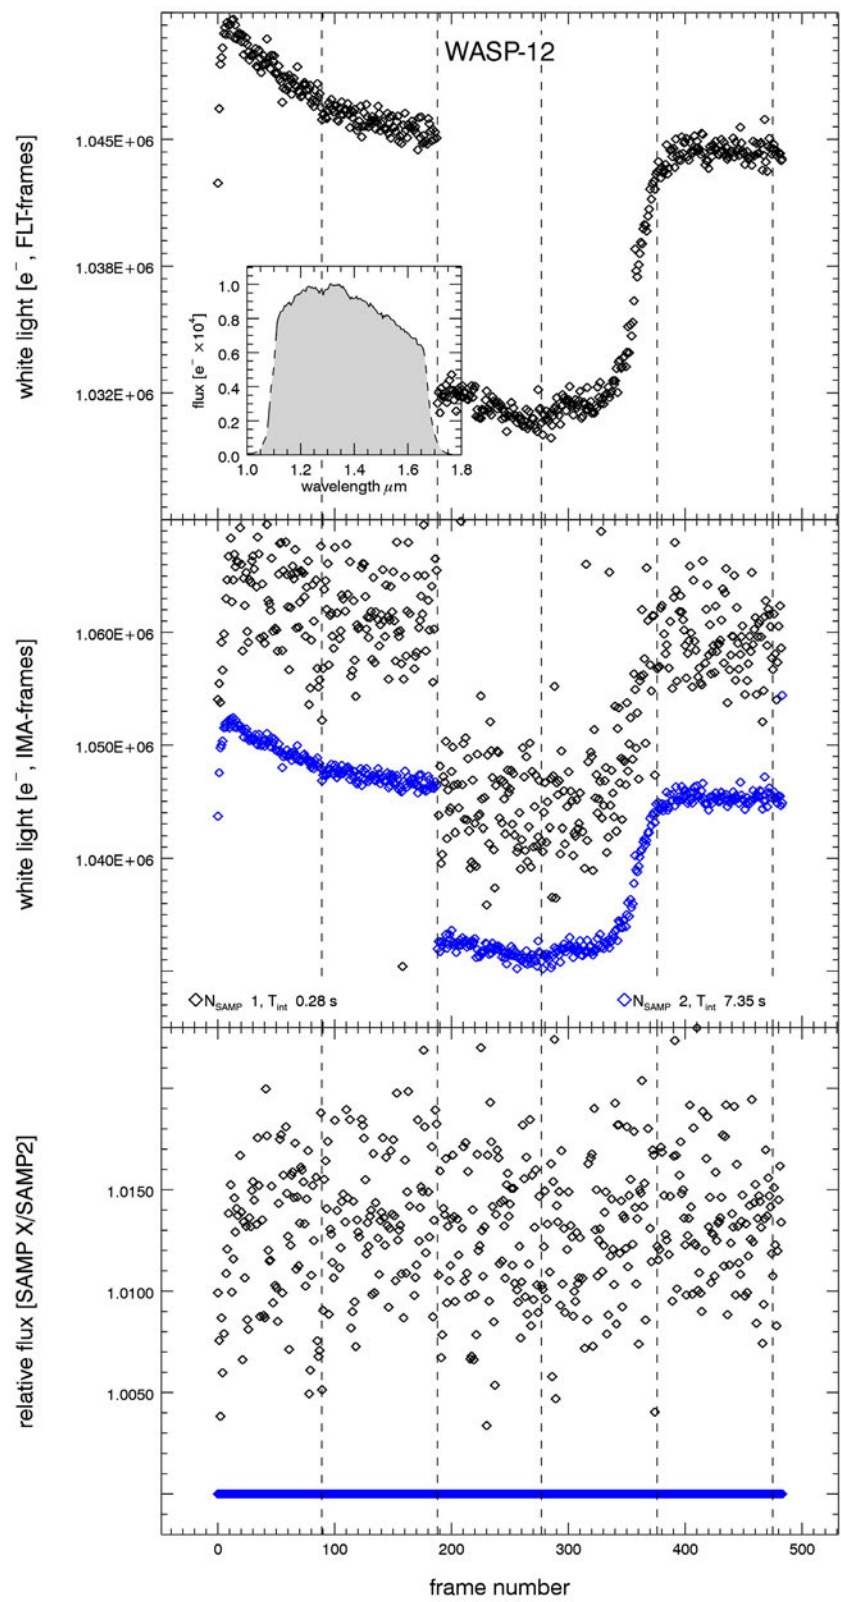 WASP-12
white light [e⁻, FLT-frames]
1.045E+06
1.038E+06
1.032E+06
flux [e⁻ ×10⁴]
1.0
0.8
0.6
0.4
0.2
0.0
1.0 1.2 1.4 1.6 1.8
wavelength μm
white light [e⁻, IMA-frames]
1.060E+06
1.050E+06
1.040E+06
N_SAMP 1, T_int 0.28 s
N_SAMP 2, T_int 7.35 s
relative flux [SAMP X/SAMP2]
1.0150
1.0100
1.0050
0 100 200 300 400 500
frame number